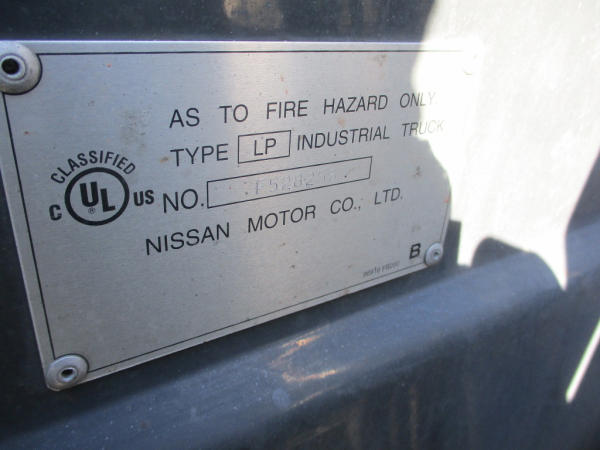 AS TO FIRE HAZARD ONLY.
CLASSIFIED
C UL ® US
TYPE LP INDUSTRIAL TRUCK
NO.
NISSAN MOTOR CO., LTD.
B